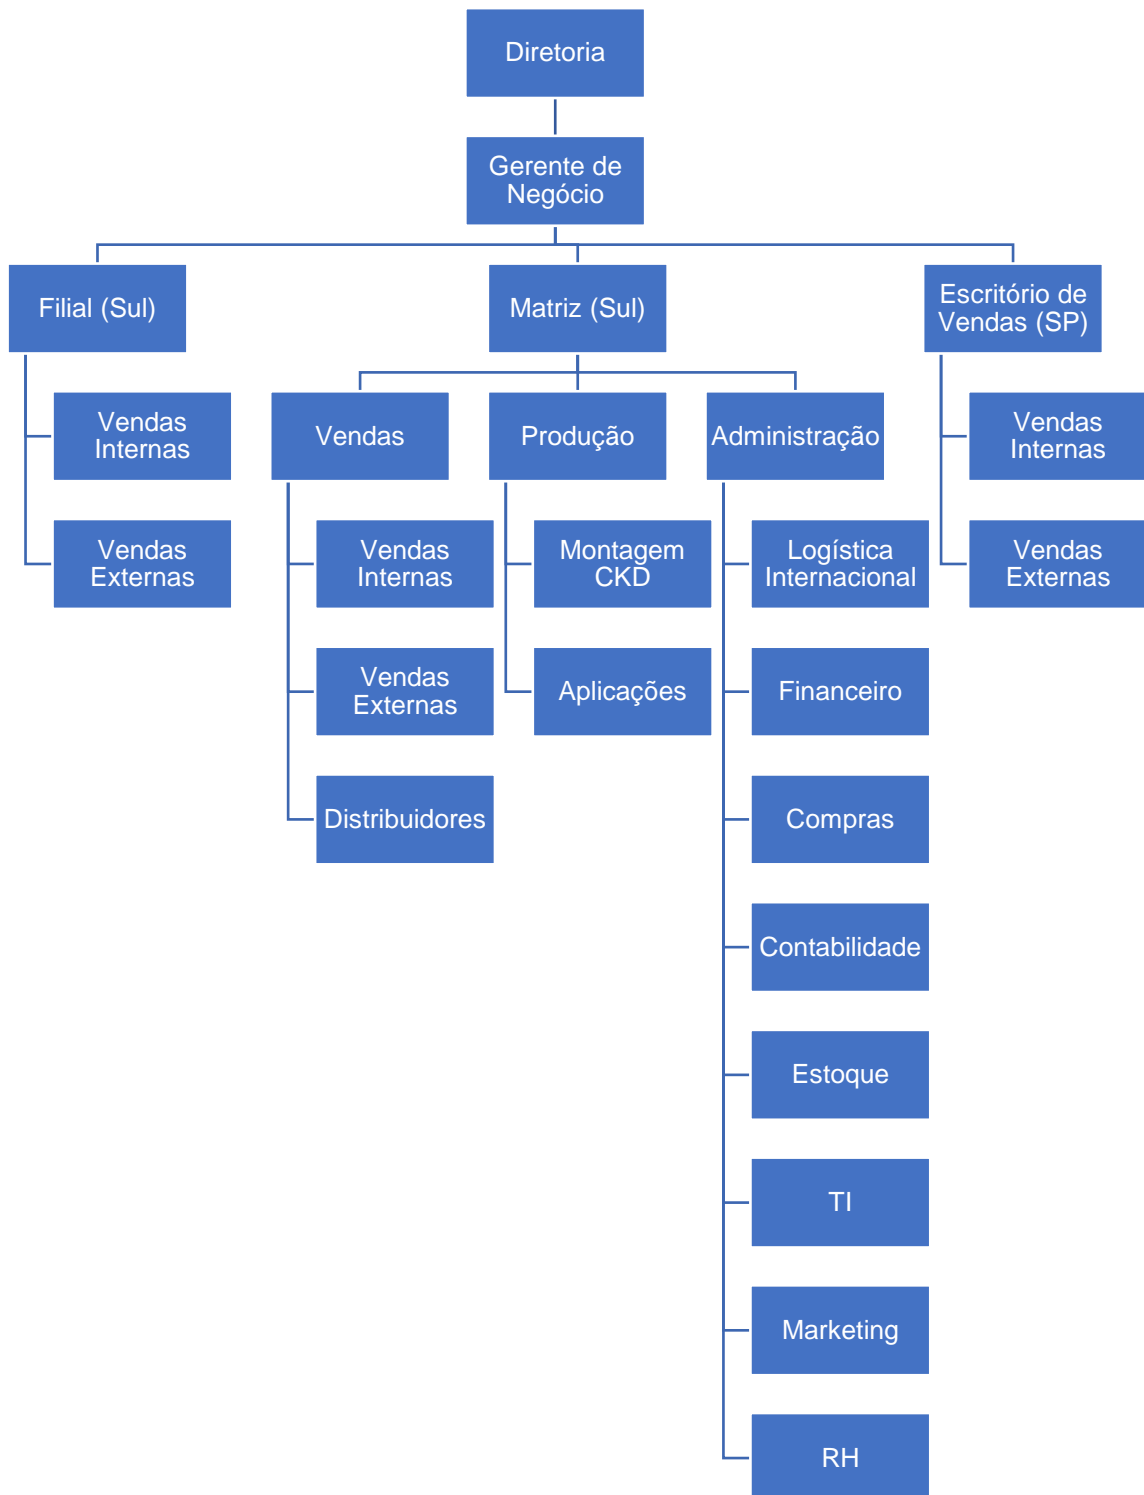 Diretoria
Gerente de
Negócio
Filial (Sul)
Matriz (Sul)
Escritório de
Vendas (SP)
Vendas
Internas
Vendas
Produção
Administração
Vendas
Internas
Vendas
Externas
Vendas
Internas
Montagem
CKD
Logística
Internacional
Vendas
Externas
Vendas
Externas
Aplicações
Financeiro
Distribuidores
Compras
Contabilidade
Estoque
TI
Marketing
RH